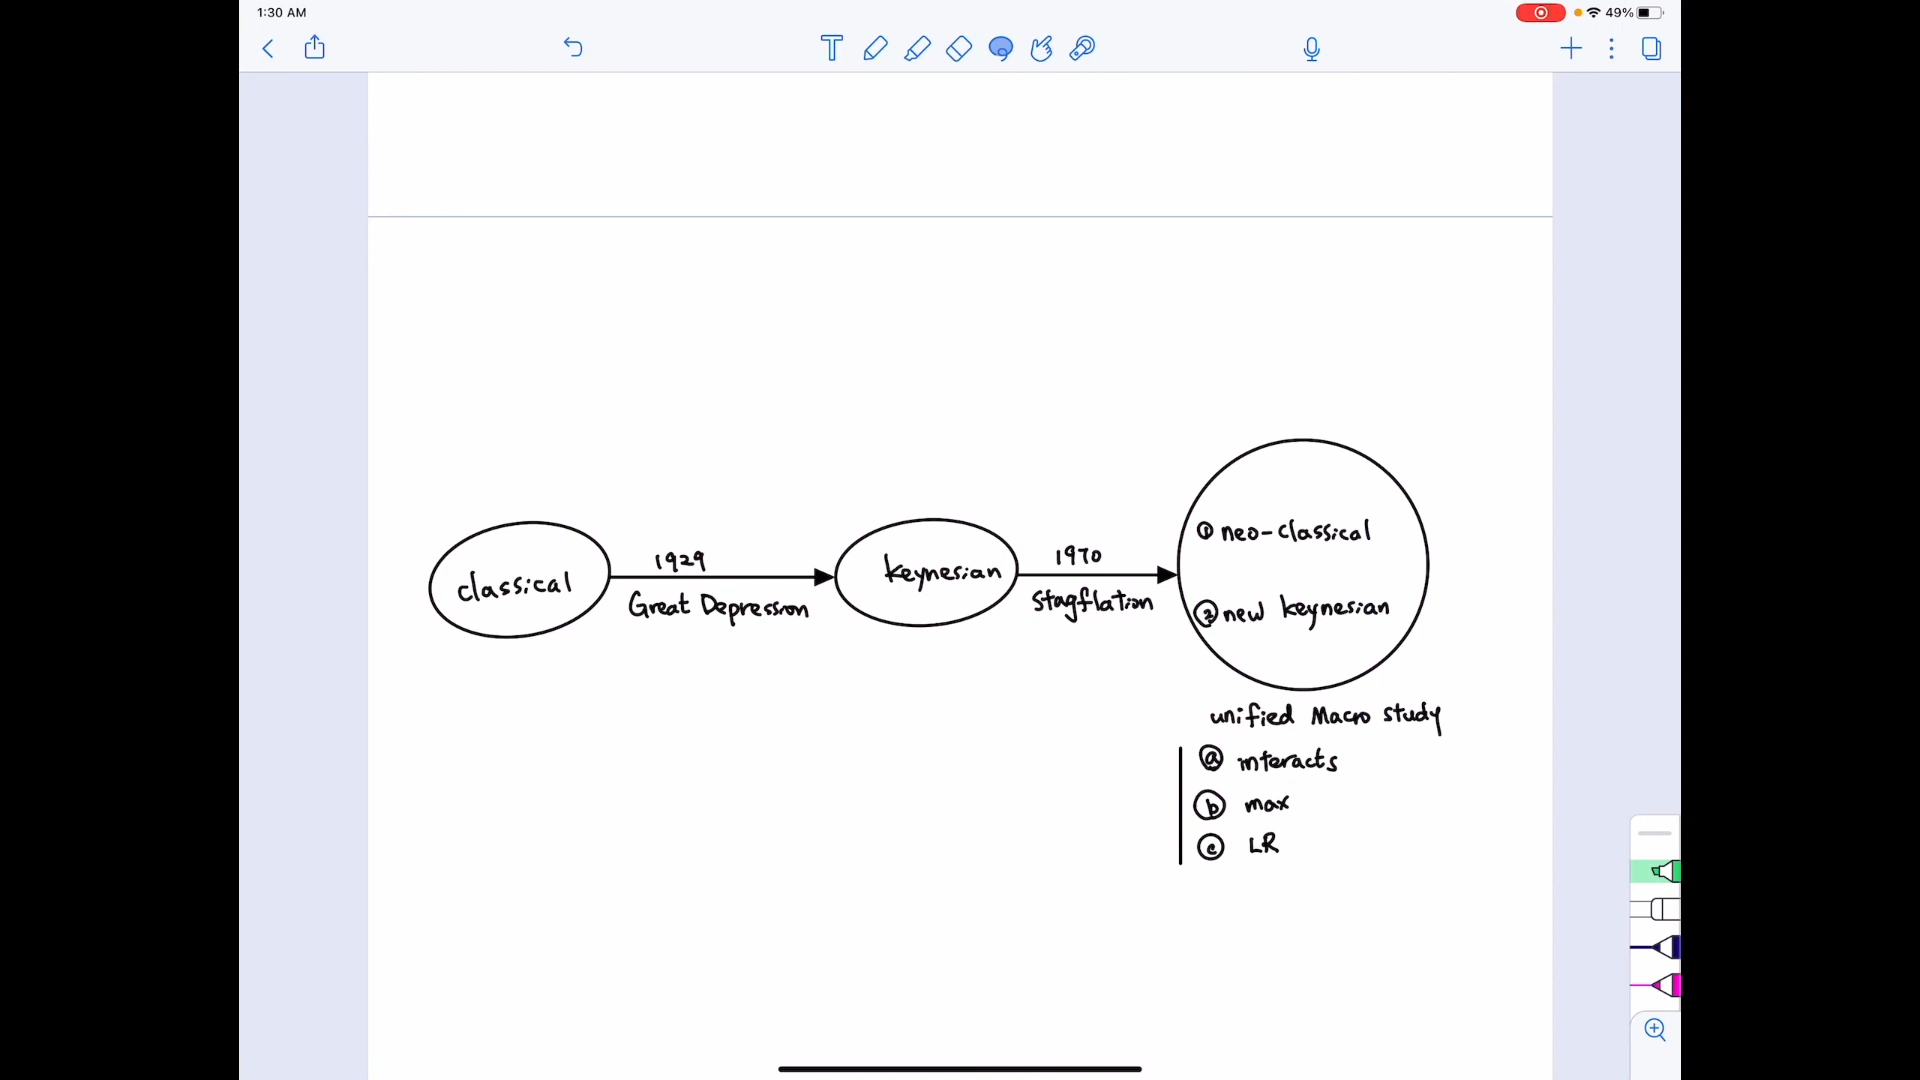 1:30 AM
49%
classical
1929
Great Depression
keynesian
1970
Stagflation
① neo-classical
② new keynesian
unified Macro study
ⓐ interacts
ⓑ max
ⓒ LR